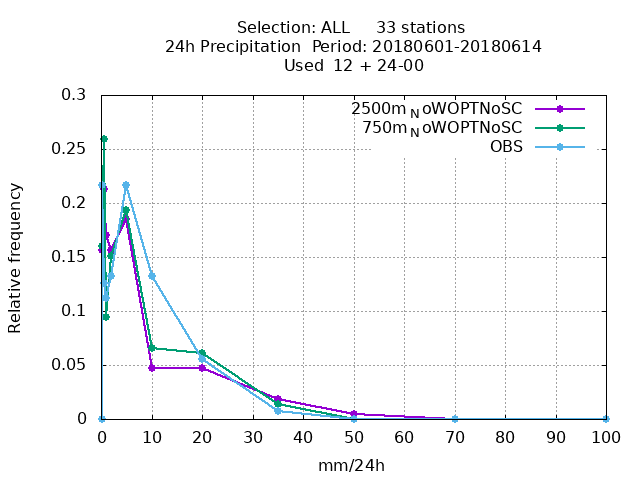 Selection: ALL 33 stations
24h Precipitation Period: 20180601-20180614
Used 12 + 24-00
2500m_NoWOPTNoSC
750m_NoWOPTNoSC
OBS
0.3
0.25
0.2
0.15
0.1
0.05
0
Relative frequency
0 10 20 30 40 50 60 70 80 90 100
mm/24h